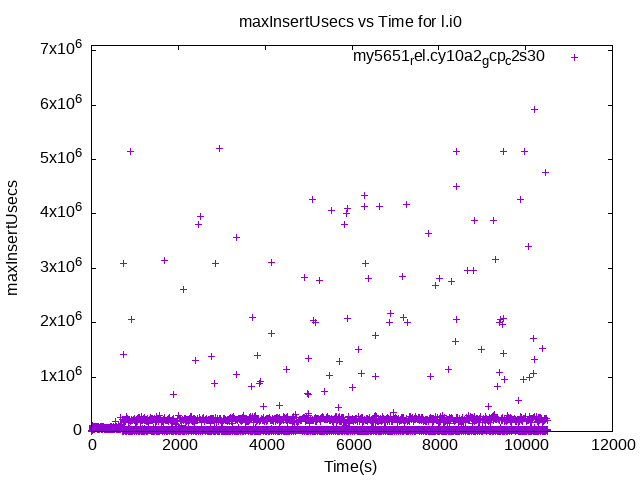 maxInsertUsecs vs Time for l.i0
7x10⁶
my5651ᵣel.cy10a2_gcp_c2s30
6x10⁶
5x10⁶
4x10⁶
maxInsertUsecs
3x10⁶
2x10⁶
1x10⁶
0
0 2000 4000 6000 8000 10000 12000
Time(s)